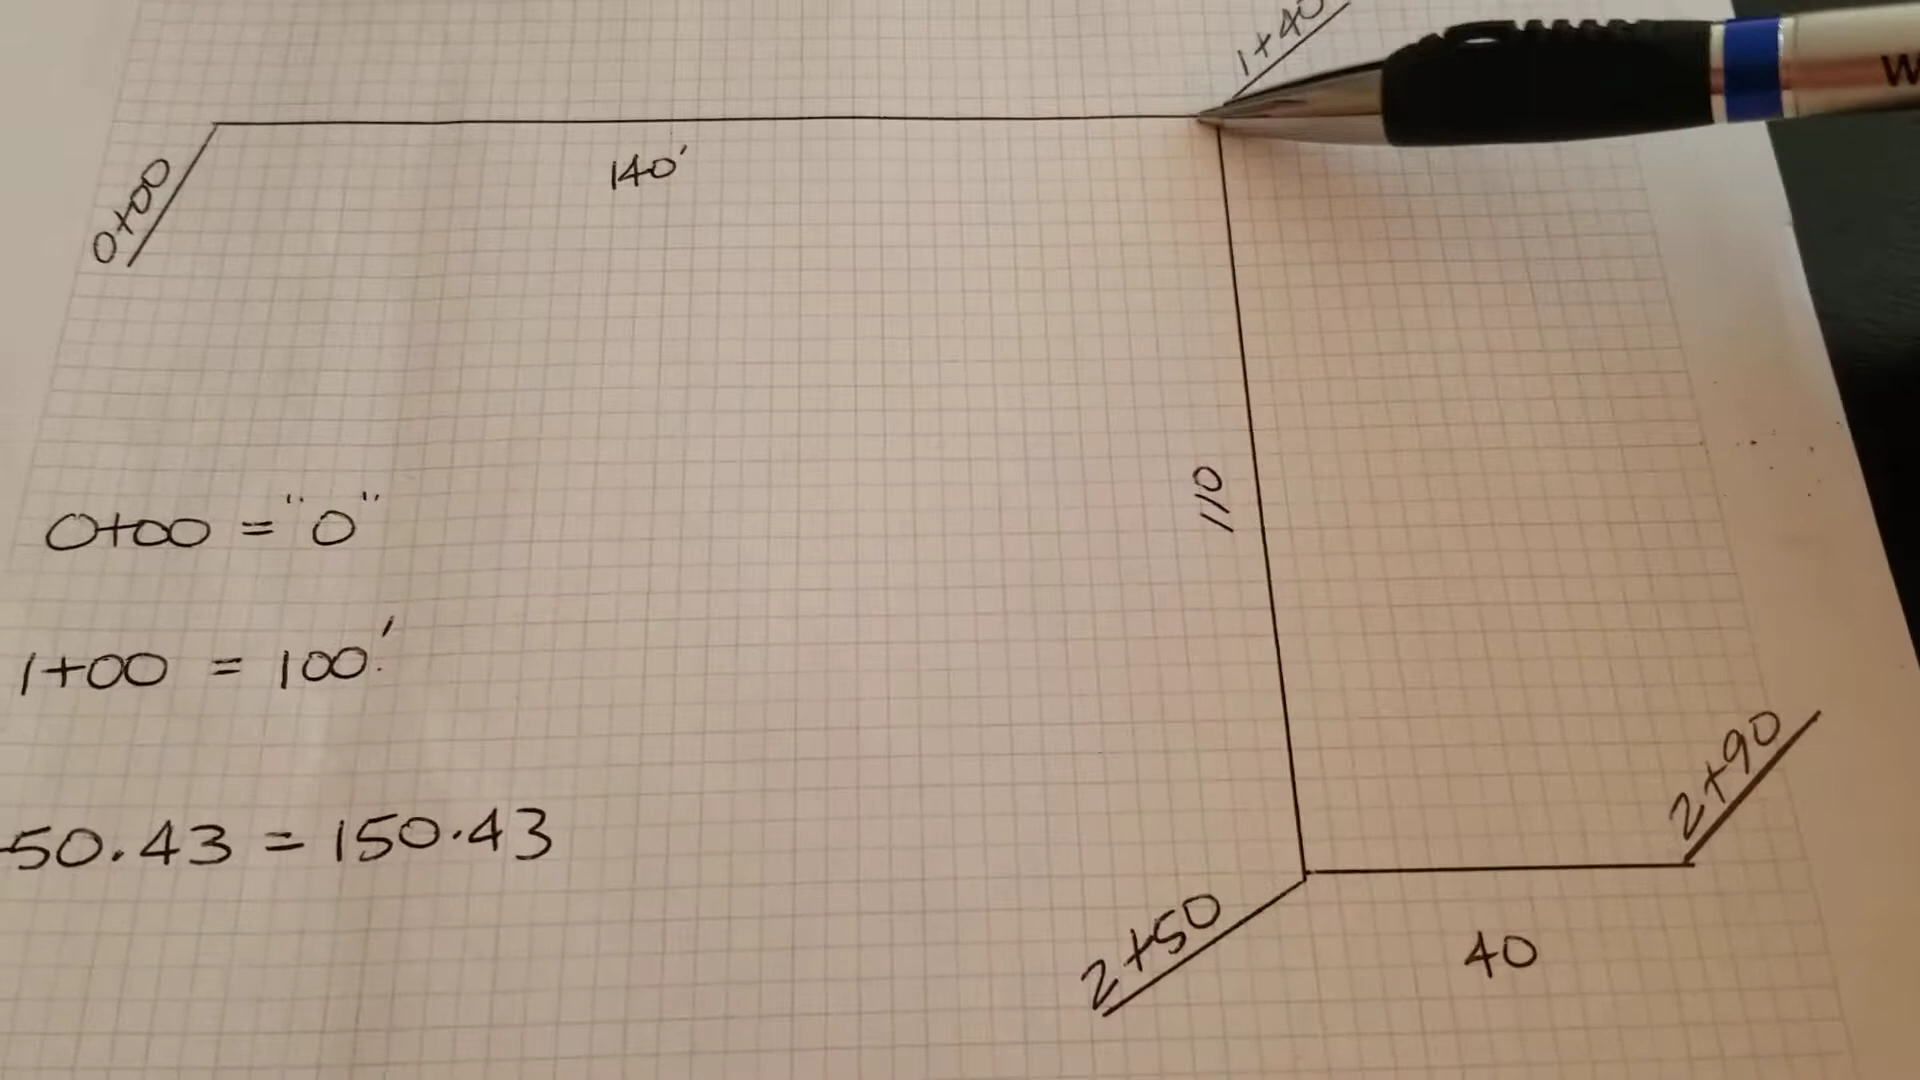 1+40
W
0+00
140'
110
0+00 = "0"
1+00 = 100.'
50.43 = 150.43
2+90
2+50
40